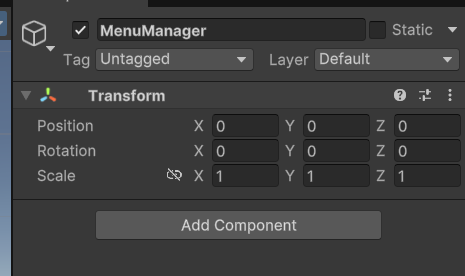 MenuManager Static
Tag Untagged Layer Default
Transform
Position X 0 Y 0 Z 0
Rotation X 0 Y 0 Z 0
Scale X 1 Y 1 Z 1
Add Component